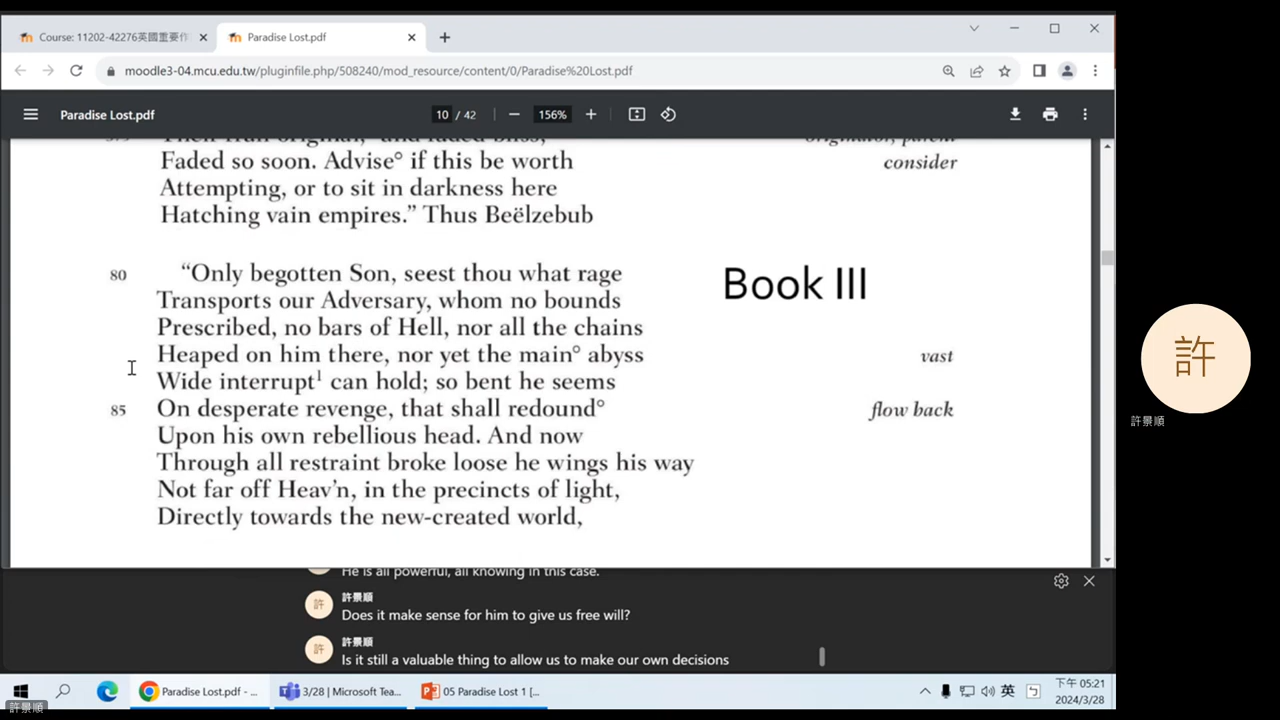 Course: 11202-42276英國重要作
Paradise Lost.pdf
moodle3-04.mcu.edu.tw/pluginfile.php/508240/mod_resource/content/0/Paradise%20Lost.pdf
Paradise Lost.pdf
10 / 42
156%
Faded so soon. Advise° if this be worth
consider
Attempting, or to sit in darkness here
Hatching vain empires.” Thus Beëlzebub
80 “Only begotten Son, seest thou what rage
Book III
Transports our Adversary, whom no bounds
Prescribed, no bars of Hell, nor all the chains
Heaped on him there, nor yet the main° abyss
vast
Wide interrupt1 can hold; so bent he seems
85 On desperate revenge, that shall redound°
flow back
Upon his own rebellious head. And now
Through all restraint broke loose he wings his way
Not far off Heav’n, in the precincts of light,
Directly towards the new-created world,
許
許景順
He is all powerful, all knowing in this case.
許
許景順
Does it make sense for him to give us free will?
許
許景順
Is it still a valuable thing to allow us to make our own decisions
Paradise Lost.pdf - ...
3/28 | Microsoft Tea...
05 Paradise Lost 1 [...
英
下午 05:21
2024/3/28
許景順